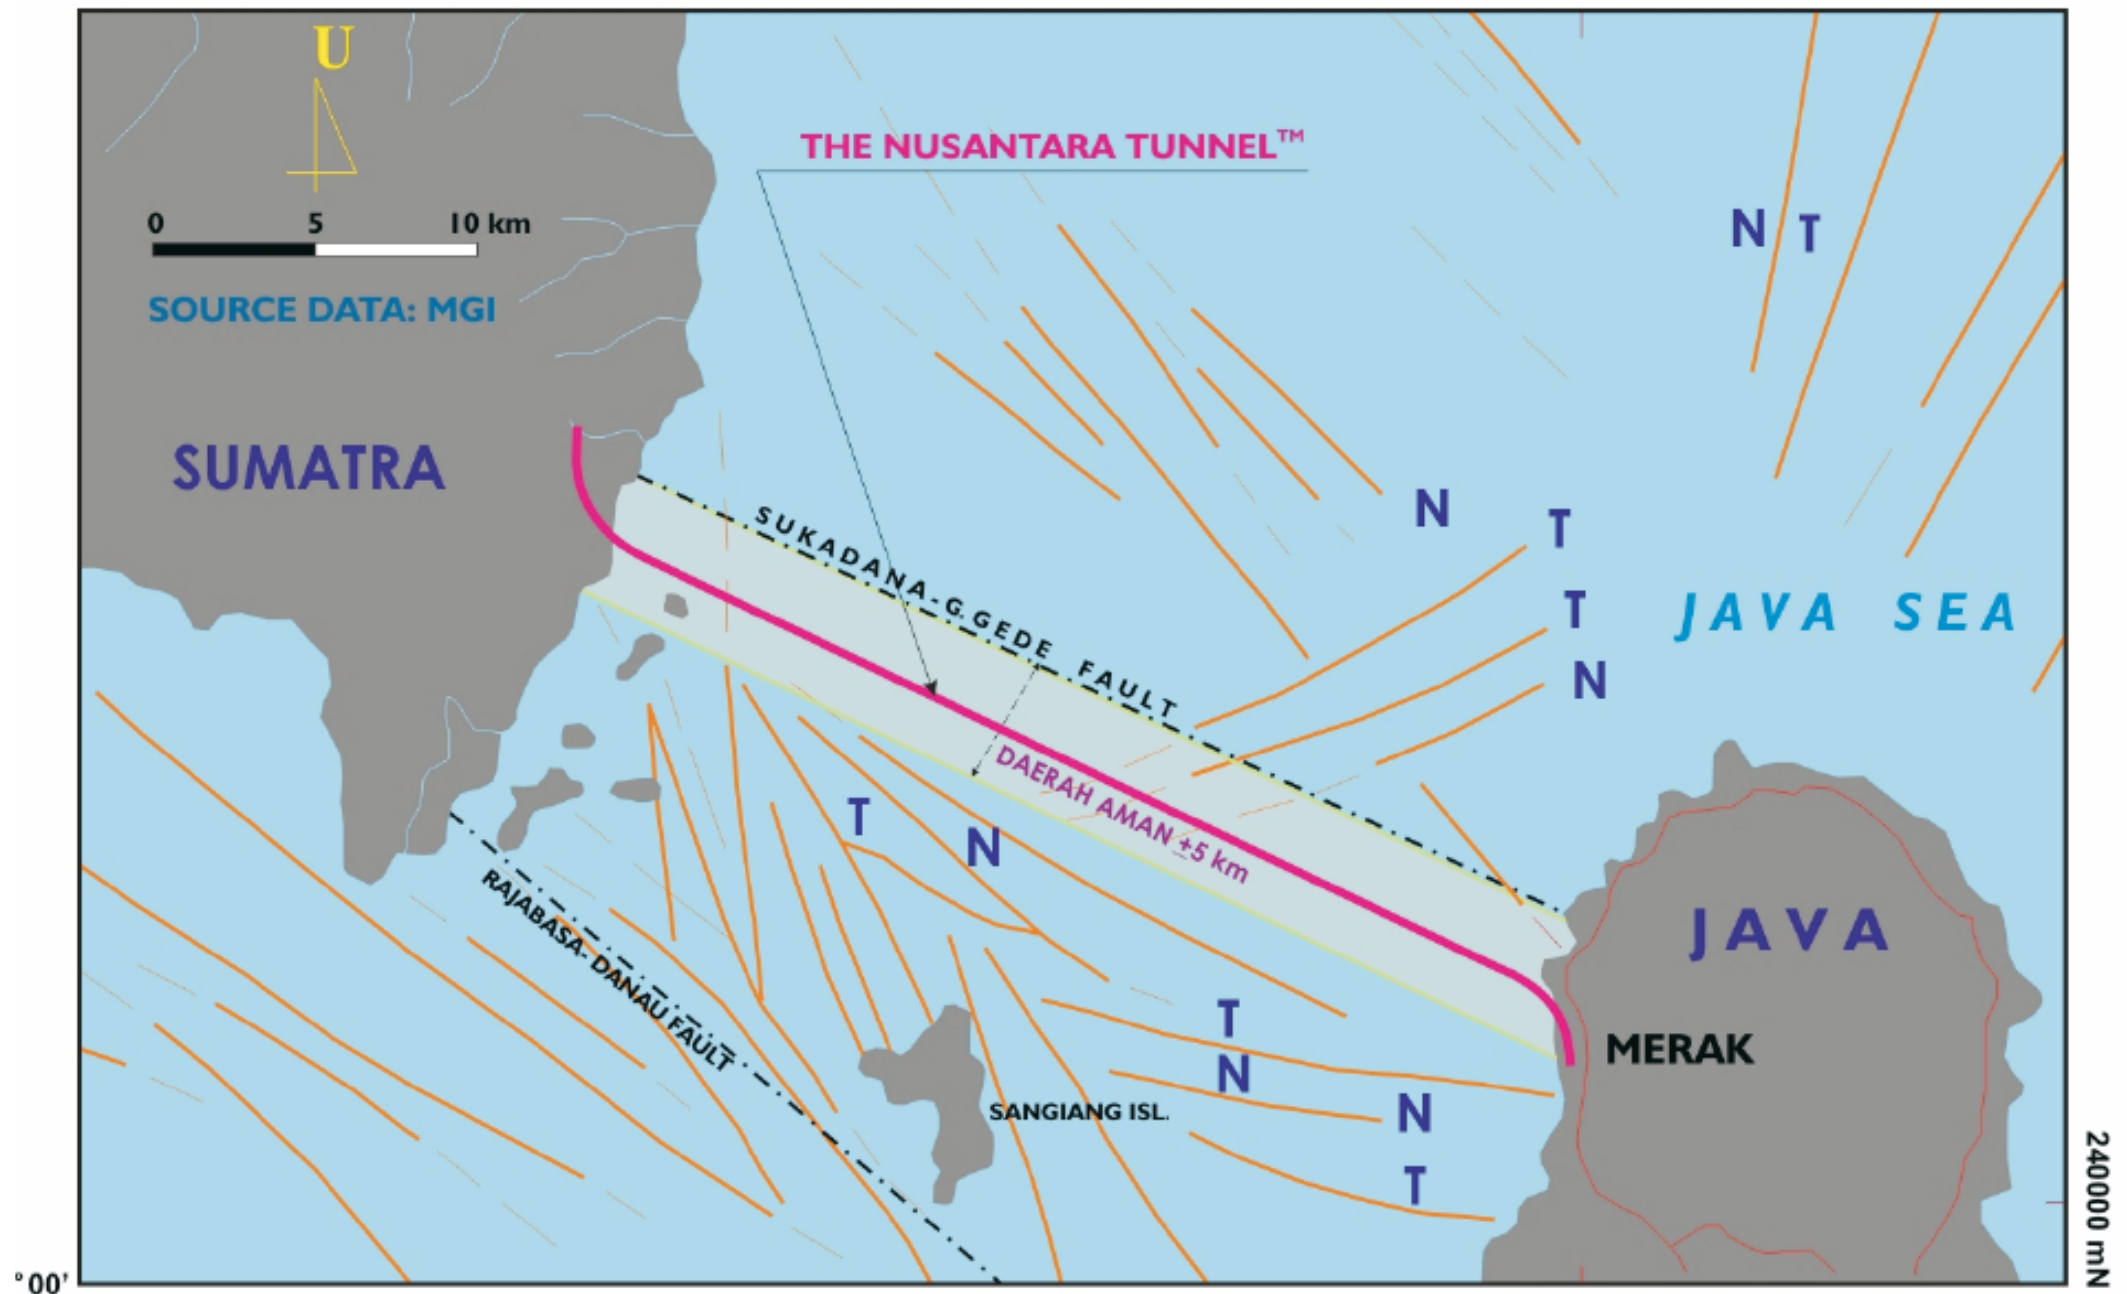 U
THE NUSANTARA TUNNEL™
0 5 10 km
N T
SOURCE DATA: MGI
SUMATRA
N
T
SUKADANA-G.GEDE FAULT
T
JAVA SEA
N
DAERAH AMAN ±5 km
T
N
RAJABASA-DANAU FAULT
JAVA
T
MERAK
N
SANGIANG ISL.
N
T
240000 mN
°00'